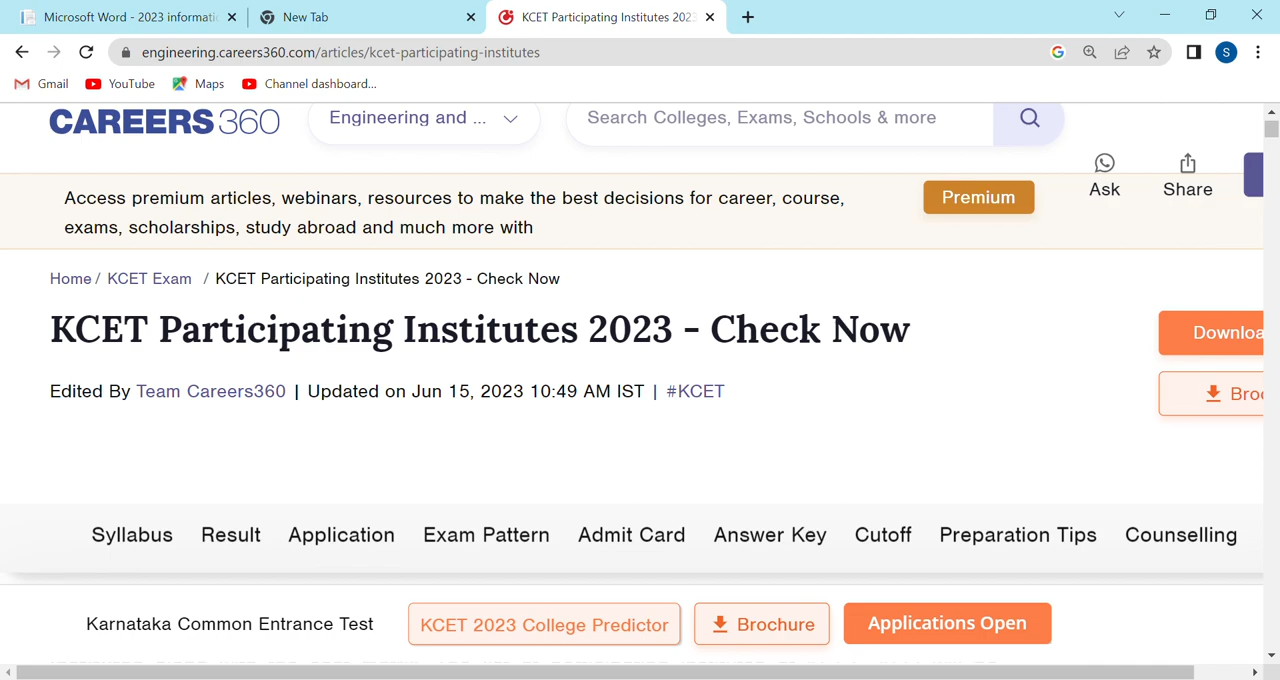 Microsoft Word - 2023 informati
New Tab
KCET Participating Institutes 2023
engineering.careers360.com/articles/kcet-participating-institutes
S
Gmail
YouTube
Maps
Channel dashboard...
CAREERS360
Engineering and ...
Search Colleges, Exams, Schools & more
Ask
Share
Access premium articles, webinars, resources to make the best decisions for career, course,
exams, scholarships, study abroad and much more with
Premium
Home / KCET Exam / KCET Participating Institutes 2023 - Check Now
KCET Participating Institutes 2023 - Check Now
Downloa
Edited By Team Careers360 | Updated on Jun 15, 2023 10:49 AM IST | #KCET
Broc
Syllabus Result Application Exam Pattern Admit Card Answer Key Cutoff Preparation Tips Counselling
Karnataka Common Entrance Test
KCET 2023 College Predictor
Brochure
Applications Open